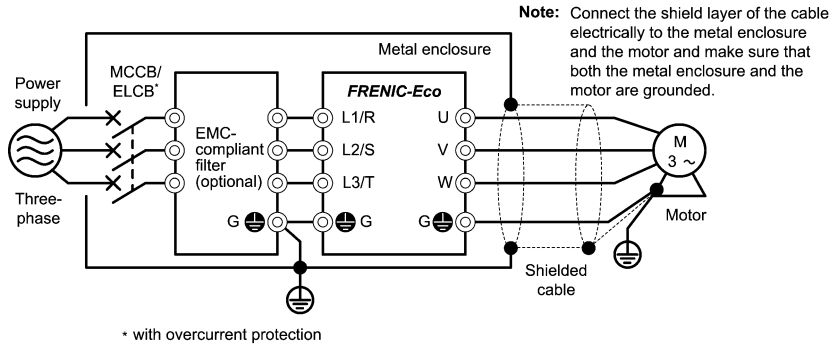 Note: Connect the shield layer of the cable
electrically to the metal enclosure
and the motor and make sure that
both the metal enclosure and the
motor are grounded.
Metal enclosure
Power
supply
MCCB/
ELCB*
FRENIC-Eco
EMC-
compliant
filter
(optional)
L1/R
U
L2/S
V
L3/T
W
G
G
G
M
3 ~
Three-
phase
Motor
Shielded
cable
* with overcurrent protection